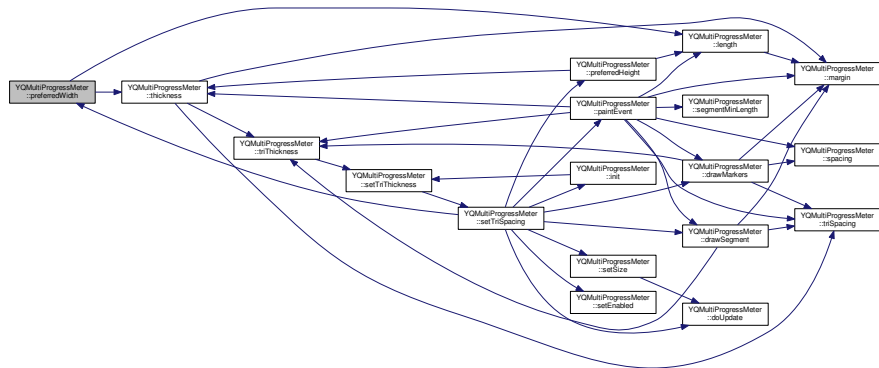 YQMultiProgressMeter
::preferredWidth
YQMultiProgressMeter
::thickness
YQMultiProgressMeter
::triThickness
YQMultiProgressMeter
::setTriThickness
YQMultiProgressMeter
::setTriSpacing
YQMultiProgressMeter
::preferredHeight
YQMultiProgressMeter
::paintEvent
YQMultiProgressMeter
::init
YQMultiProgressMeter
::setSize
YQMultiProgressMeter
::setEnabled
YQMultiProgressMeter
::length
YQMultiProgressMeter
::segmentMinLength
YQMultiProgressMeter
::drawMarkers
YQMultiProgressMeter
::drawSegment
YQMultiProgressMeter
::doUpdate
YQMultiProgressMeter
::margin
YQMultiProgressMeter
::spacing
YQMultiProgressMeter
::triSpacing